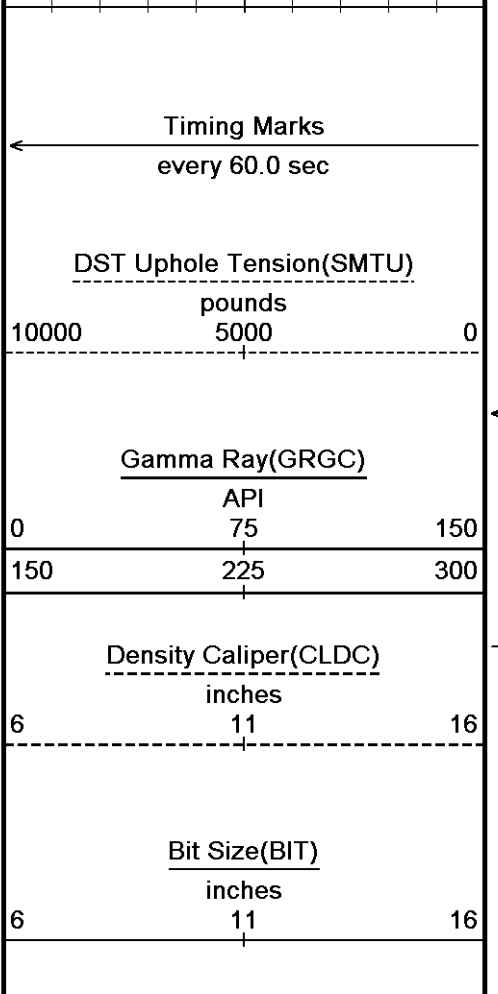 Timing Marks
every 60.0 sec
DST Uphole Tension(SMTU)
pounds
10000 5000 0
Gamma Ray(GRGC)
API
0 75 150
150 225 300
Density Caliper(CLDC)
inches
6 11 16
Bit Size(BIT)
inches
6 11 16